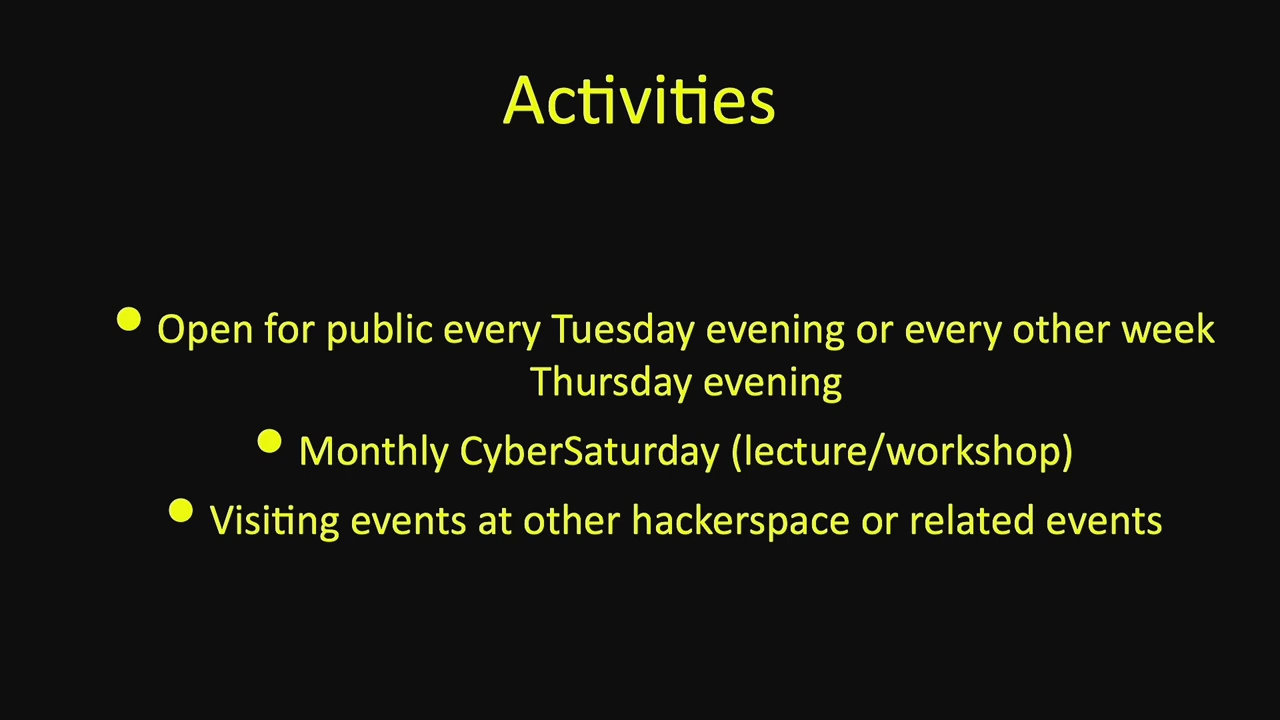 Activities
• Open for public every Tuesday evening or every other week
Thursday evening
• Monthly CyberSaturday (lecture/workshop)
• Visiting events at other hackerspace or related events